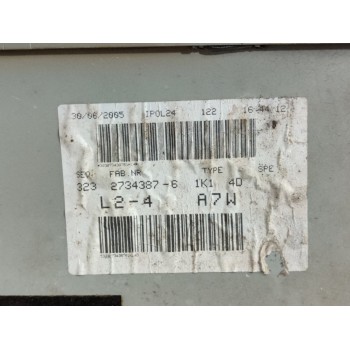 30/06/2005 IPOL24 122 16:44:12
SEQ. FAB.NR. TYPE SPE
323 2734387-6 1K1 4D
L2-4 A7W